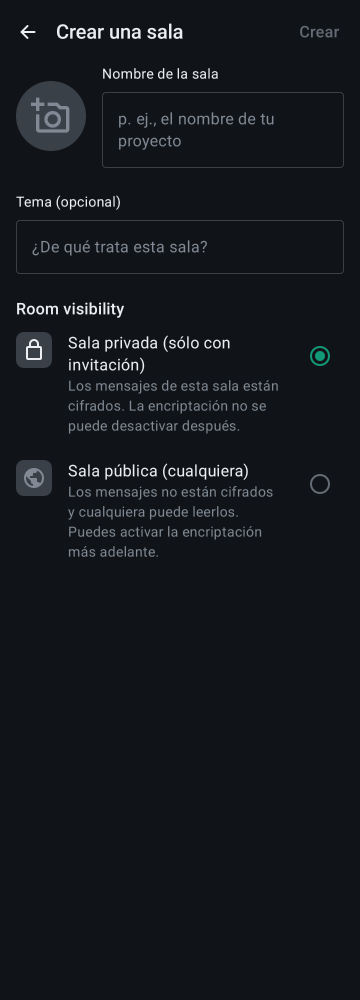 Crear una sala
Crear
Nombre de la sala
p. ej., el nombre de tu
proyecto
Tema (opcional)
¿De qué trata esta sala?
Room visibility
Sala privada (sólo con
invitación)
Los mensajes de esta sala están
cifrados. La encriptación no se
puede desactivar después.
Sala pública (cualquiera)
Los mensajes no están cifrados
y cualquiera puede leerlos.
Puedes activar la encriptación
más adelante.